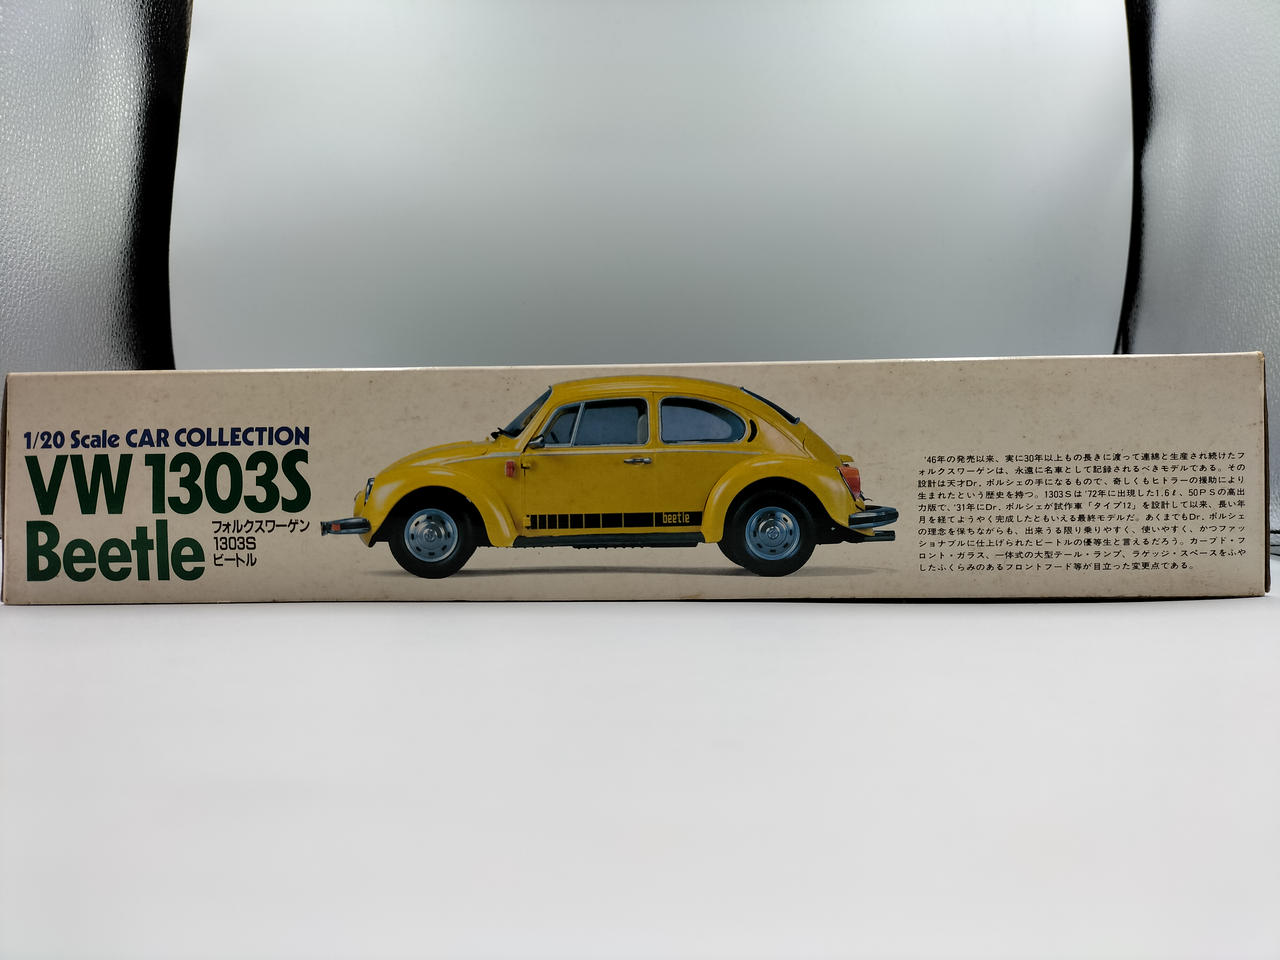 1/20 Scale CAR COLLECTION
VW 1303S
Beetle
フォルクスワーゲン
1303S
ビートル
beetle
'46年の発売以来、実に30年以上もの長きに渡って連綿と生産され続けたフ
ォルクスワーゲンは、永遠に名車として記録されるべきモデルである。その
設計は天才Dr. ポルシェの手になるもので、奇しくもヒトラーの援助により
生まれたという歴史を持つ。1303Sは'72年に出現した1.6ℓ、50PSの高出
力版で、'31年にDr. ポルシェが試作車「タイプ12」を設計して以来、長い年
月を経てようやく完成したともいえる最終モデルだ。あくまでもDr. ポルシェ
の理念を保ちながらも、出来うる限り乗りやすく、使いやすく、かつファッ
ショナブルに仕上げられたビートルの優等生と言えるだろう。カーブド・フ
ロント・ガラス、一体式の大型テール・ランプ、ラゲッジ・スペースをふや
したふくらみのあるフロントフード等が目立った変更点である。